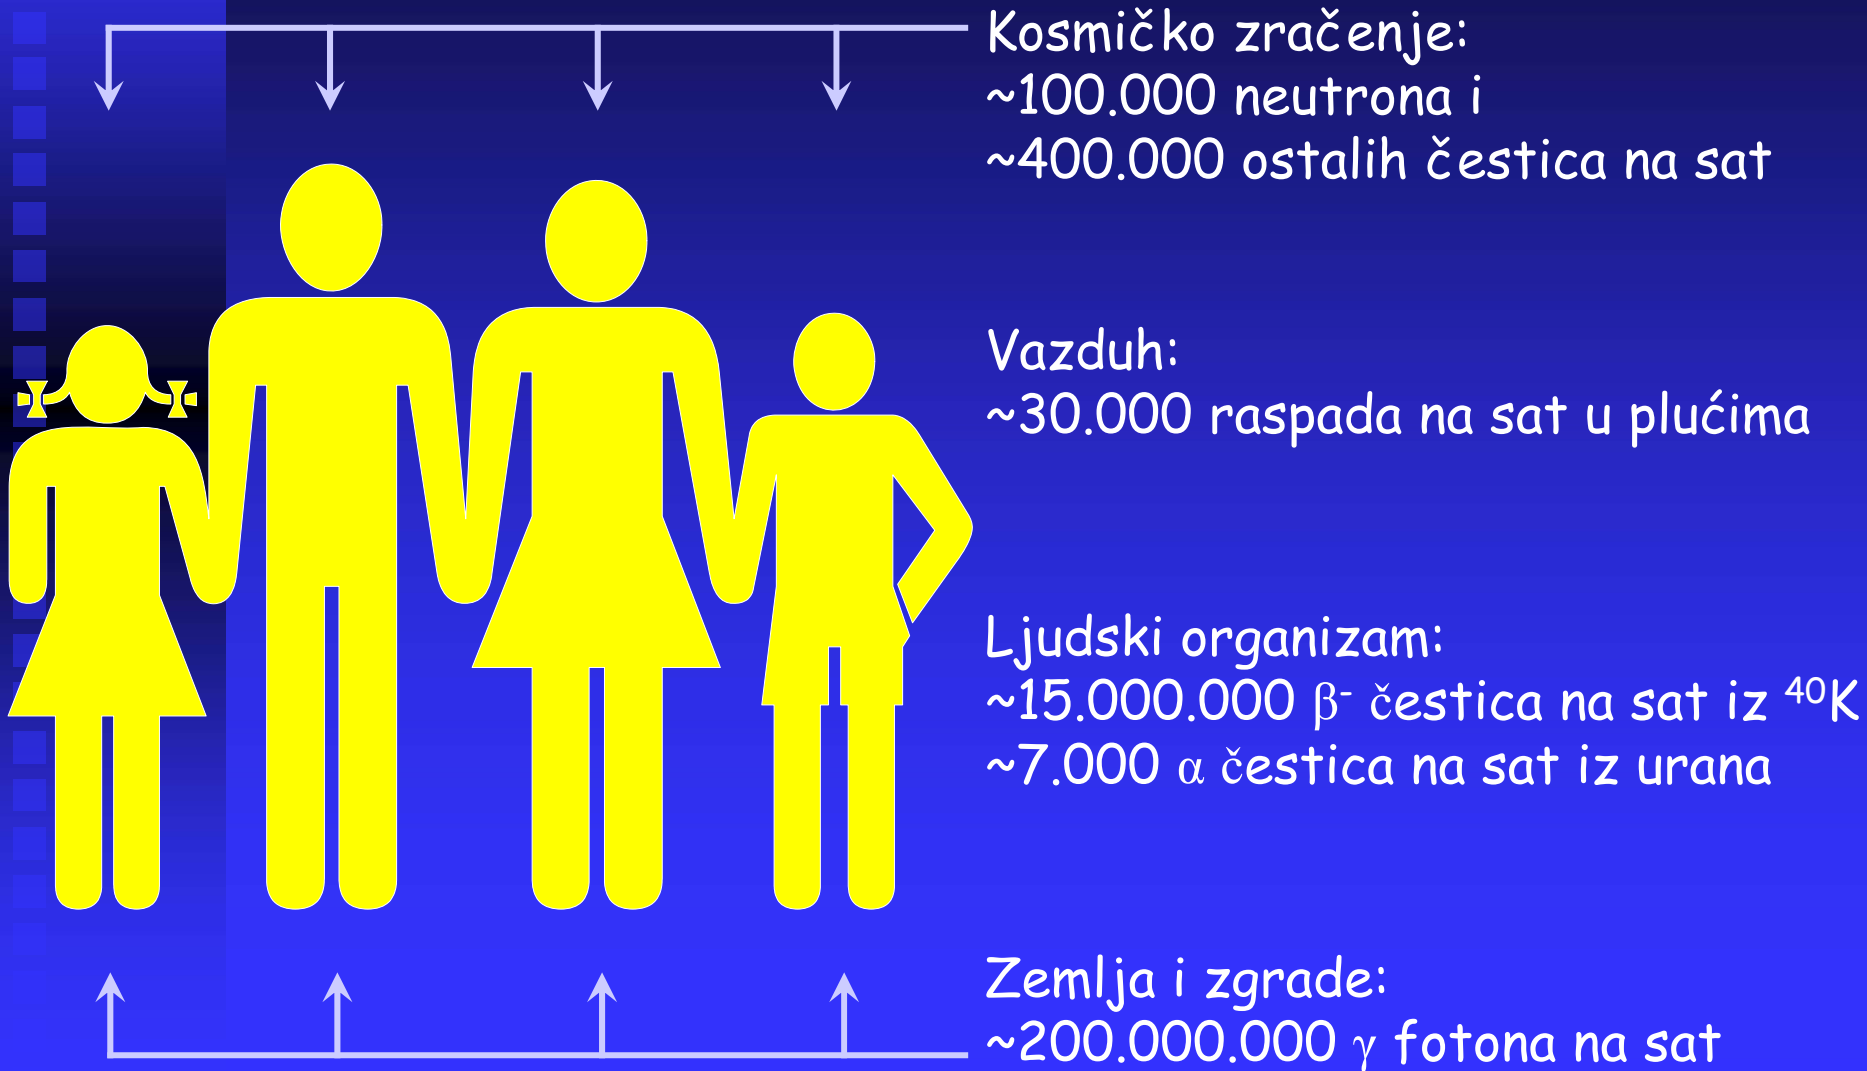 Kosmičko zračenje:
~100.000 neutrona i
~400.000 ostalih čestica na sat
Vazduh:
~30.000 raspada na sat u plućima
Ljudski organizam:
~15.000.000 β⁻ čestica na sat iz ⁴⁰K
~7.000 α čestica na sat iz urana
Zemlja i zgrade:
~200.000.000 γ fotona na sat